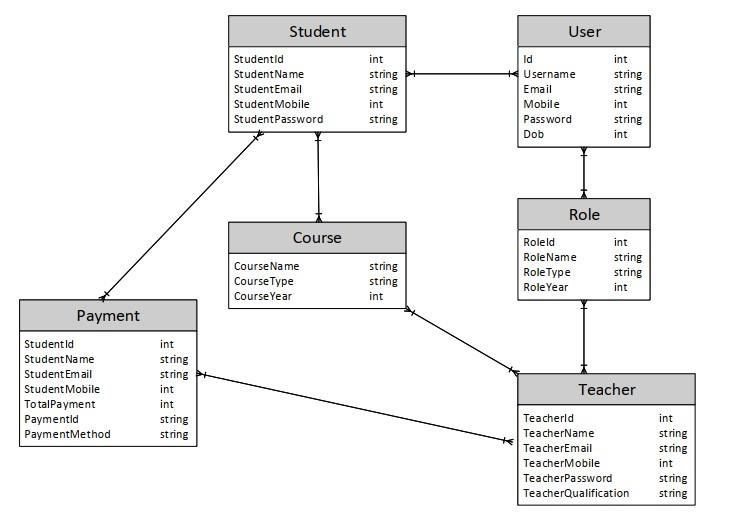 Student
StudentId int
StudentName string
StudentEmail string
StudentMobile int
StudentPassword string
User
Id int
Username string
Email string
Mobile int
Password string
Dob int
Course
CourseName string
CourseType string
CourseYear int
Role
RoleId int
RoleName string
RoleType string
RoleYear int
Payment
StudentId int
StudentName string
StudentEmail string
StudentMobile int
TotalPayment int
PaymentId string
PaymentMethod string
Teacher
TeacherId int
TeacherName string
TeacherEmail string
TeacherMobile int
TeacherPassword string
TeacherQualification string